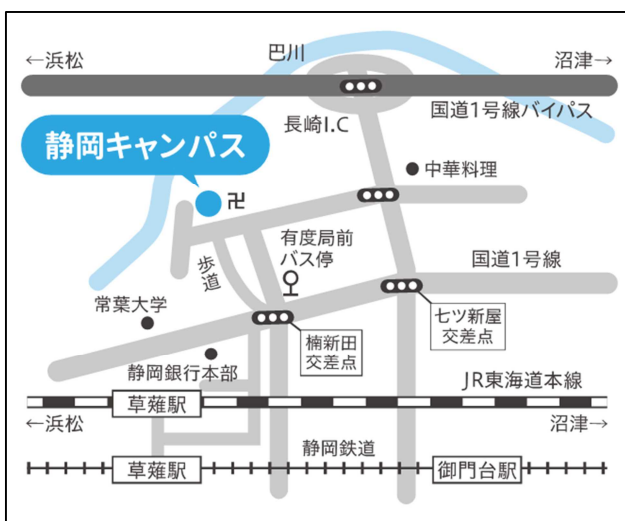 巴川
←浜松
沼津→
国道1号線バイパス
長崎I.C
静岡キャンパス
中華料理
卍
有度局前
バス停
歩道
国道1号線
常葉大学
七ツ新屋
交差点
楠新田
交差点
静岡銀行本部
JR東海道本線
草薙駅
←浜松
沼津→
静岡鉄道
草薙駅
御門台駅